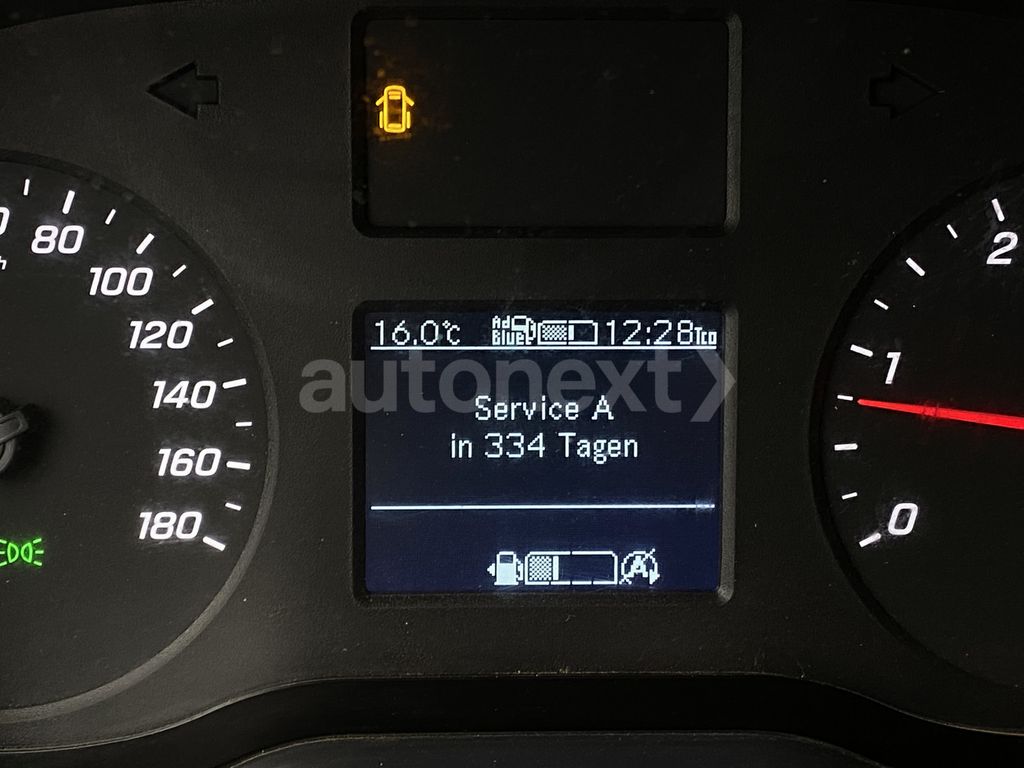 80
100
120
140
160
180
16.0°C AdBlue 12:28 Tco
autonext
Service A
in 334 Tagen
A
2
1
0